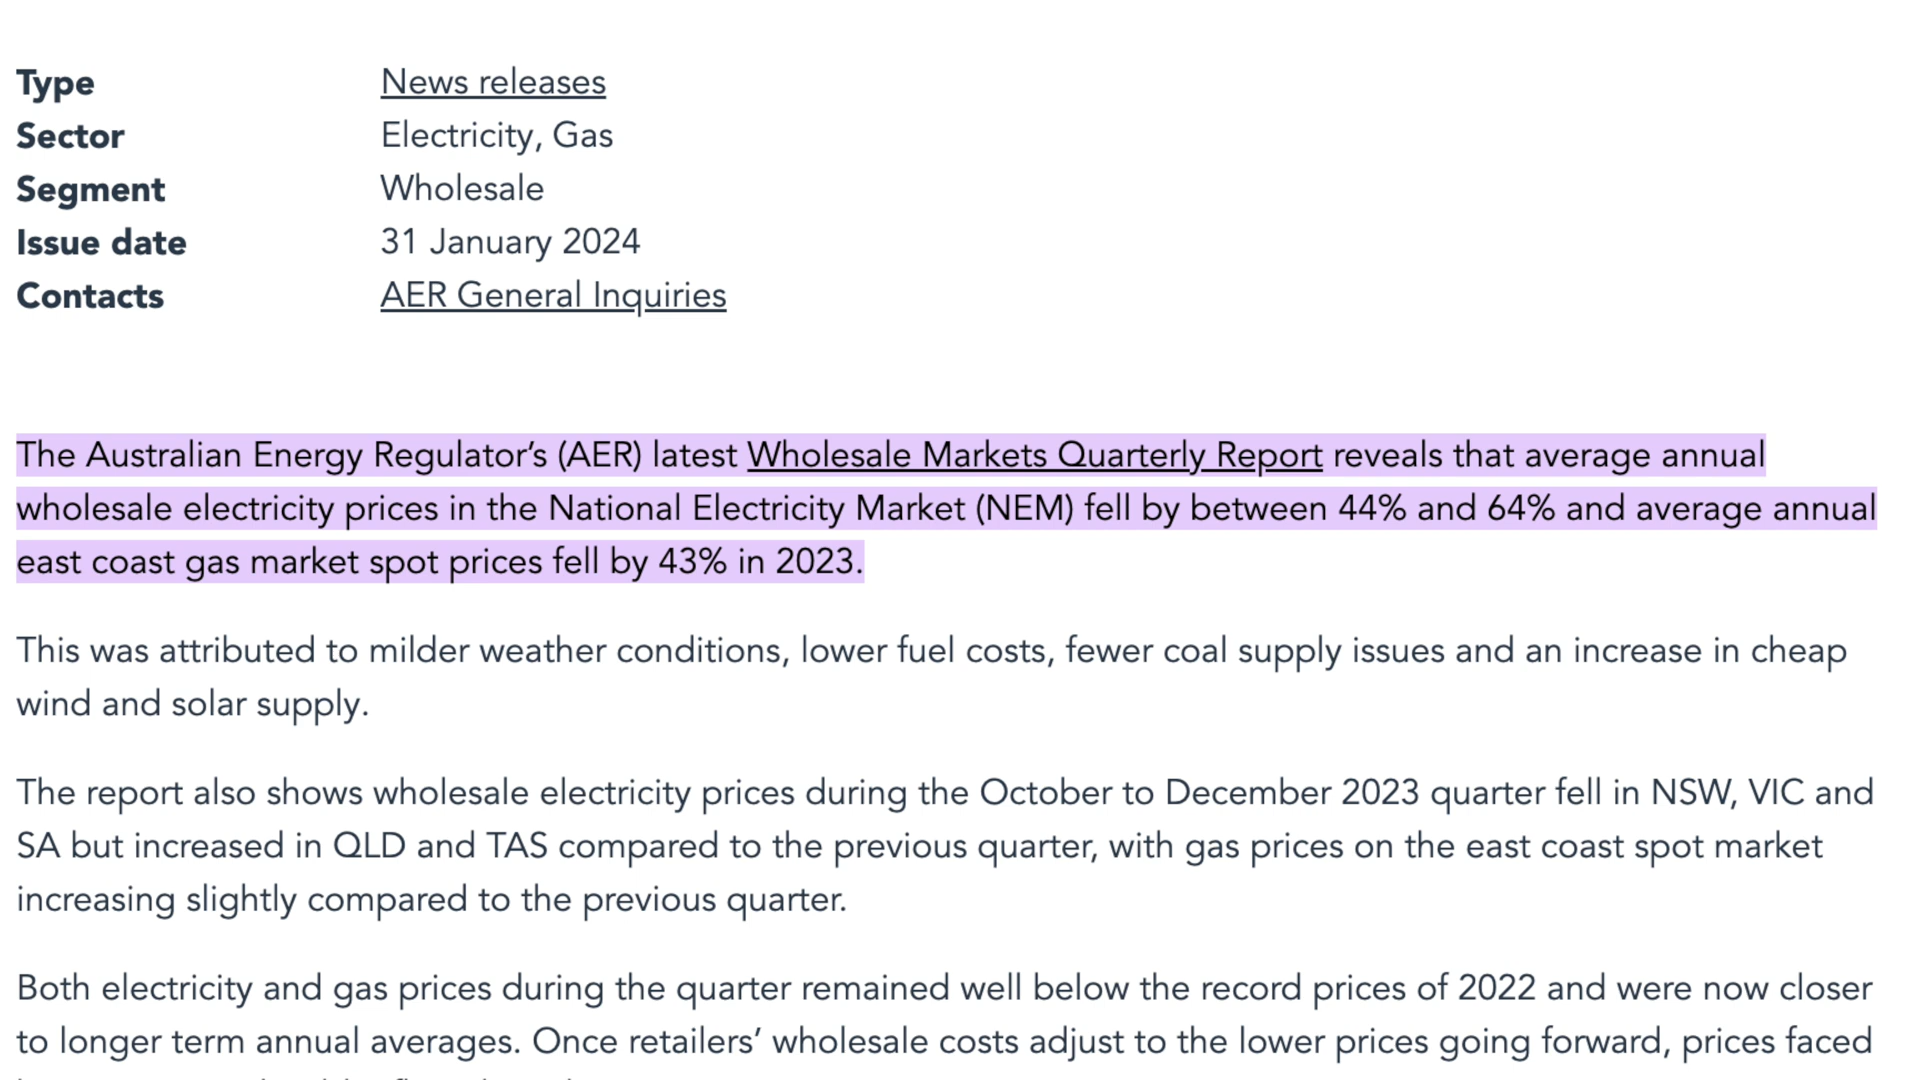 Type News releases
Sector Electricity, Gas
Segment Wholesale
Issue date 31 January 2024
Contacts AER General Inquiries
The Australian Energy Regulator’s (AER) latest Wholesale Markets Quarterly Report reveals that average annual
wholesale electricity prices in the National Electricity Market (NEM) fell by between 44% and 64% and average annual
east coast gas market spot prices fell by 43% in 2023.
This was attributed to milder weather conditions, lower fuel costs, fewer coal supply issues and an increase in cheap
wind and solar supply.
The report also shows wholesale electricity prices during the October to December 2023 quarter fell in NSW, VIC and
SA but increased in QLD and TAS compared to the previous quarter, with gas prices on the east coast spot market
increasing slightly compared to the previous quarter.
Both electricity and gas prices during the quarter remained well below the record prices of 2022 and were now closer
to longer term annual averages. Once retailers’ wholesale costs adjust to the lower prices going forward, prices faced